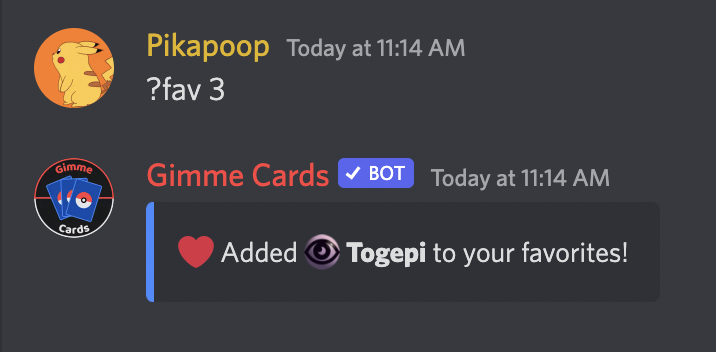 Pikapoop Today at 11:14 AM
?fav 3
Gimme
Cards
Gimme Cards ✓ BOT Today at 11:14 AM
❤️ Added Togepi to your favorites!